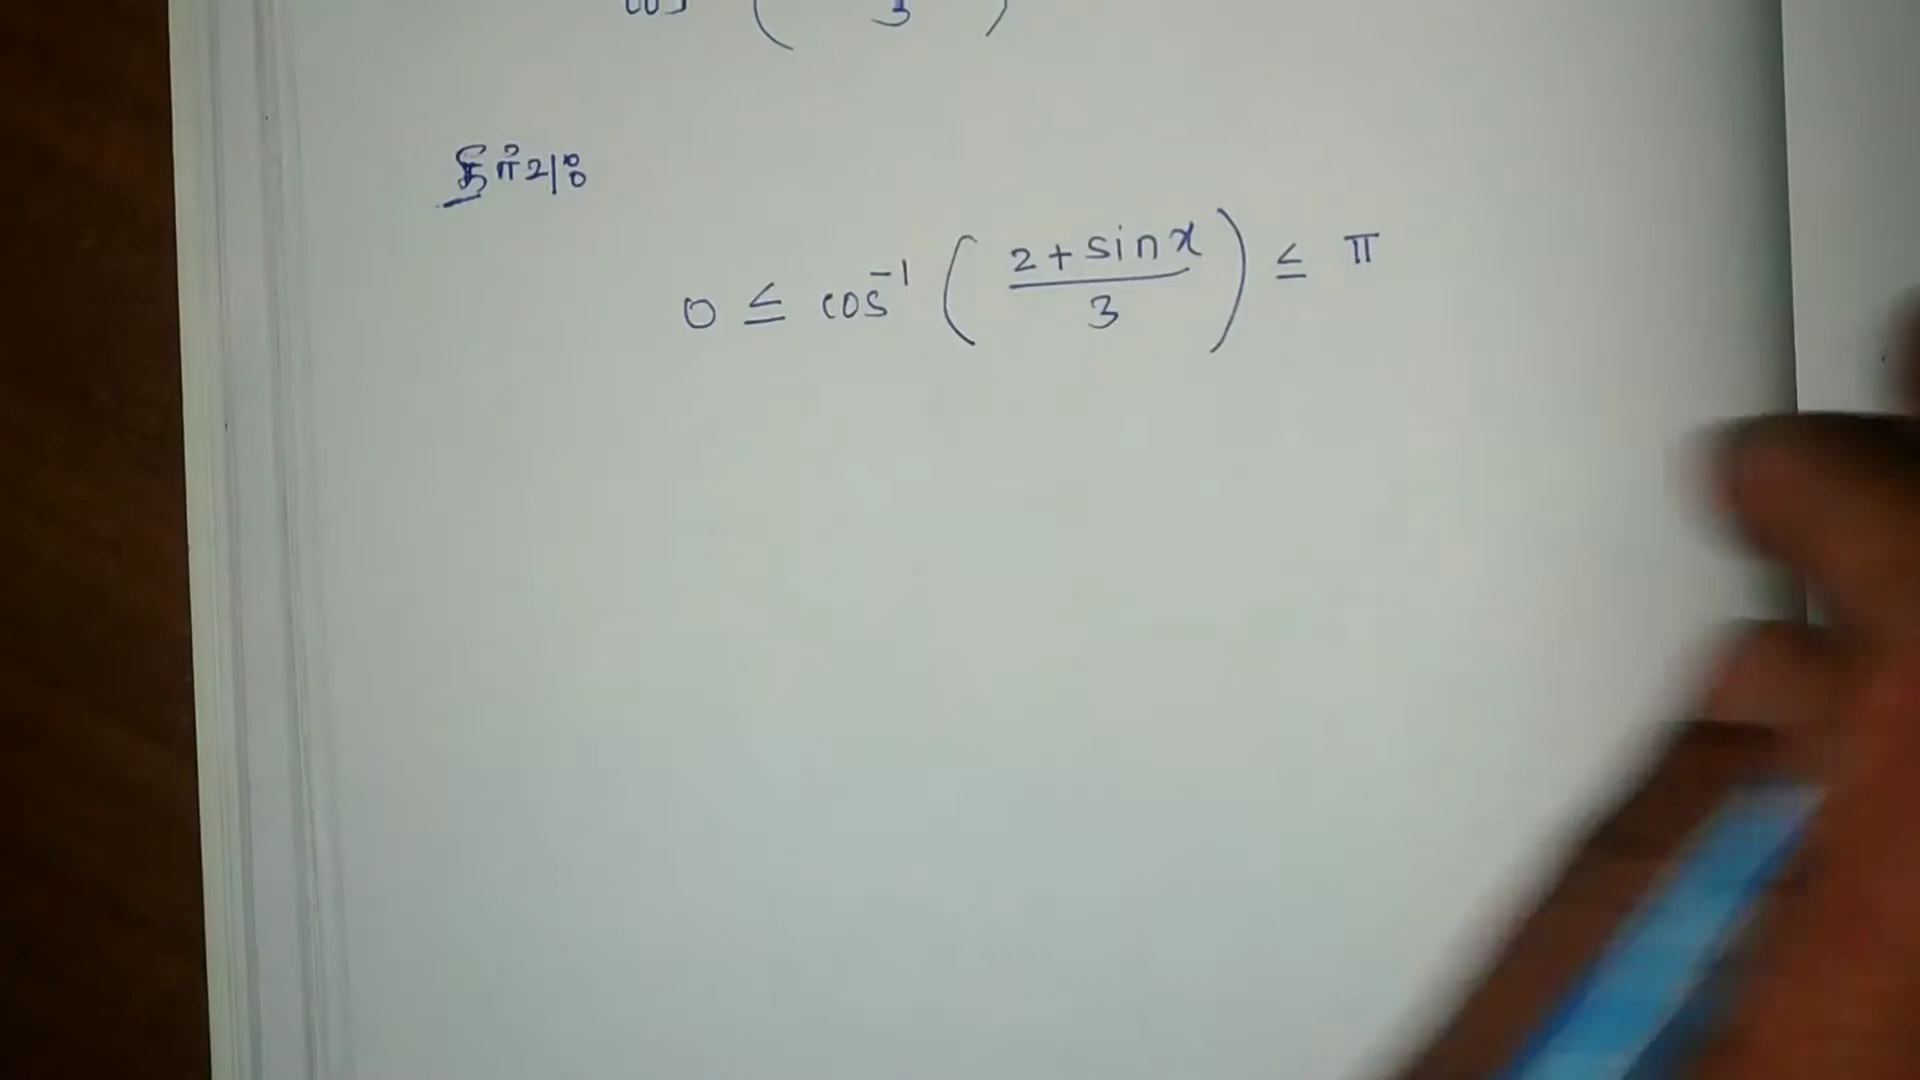 தீர்வு:
0 ≤ cos⁻¹ ( (2 + sin x) / 3 ) ≤ π